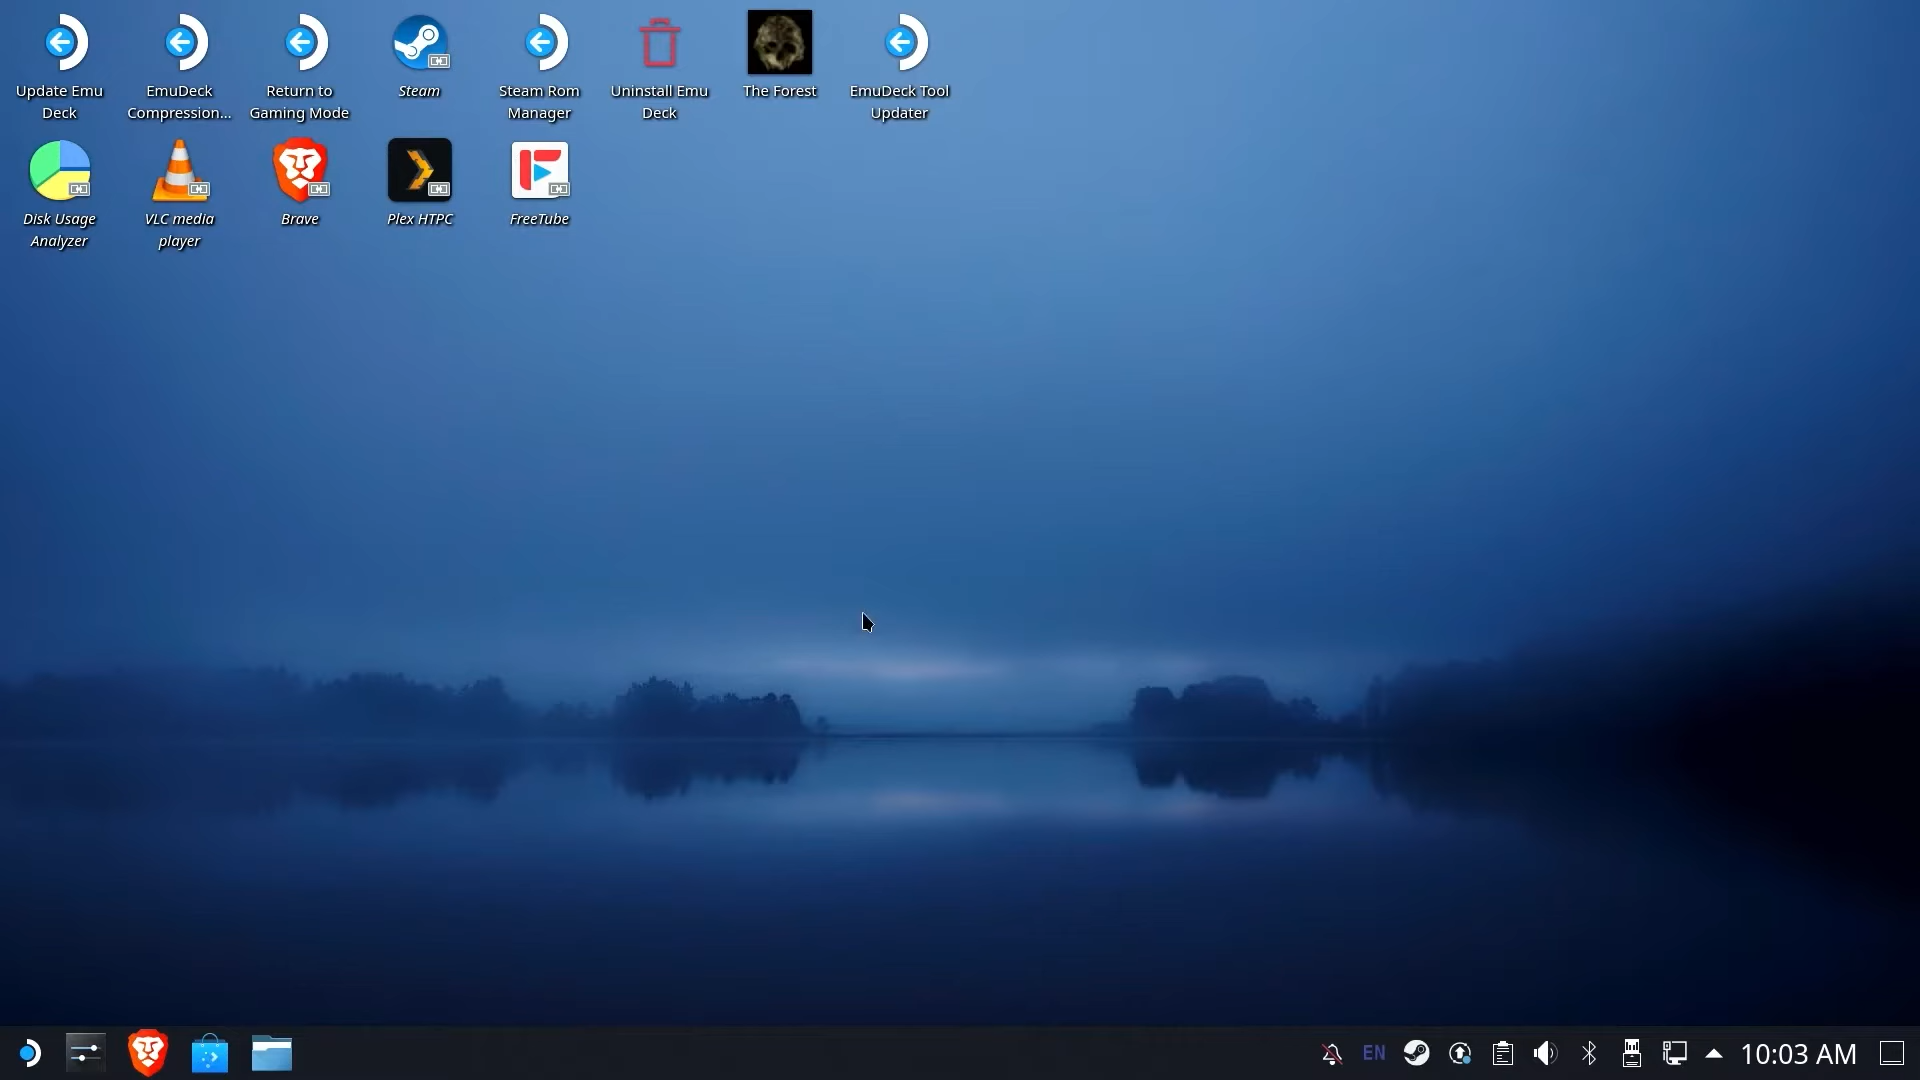 Update Emu
Deck
EmuDeck
Compression...
Return to
Gaming Mode
Steam
Steam Rom
Manager
Uninstall Emu
Deck
The Forest
EmuDeck Tool
Updater
Disk Usage
Analyzer
VLC media
player
Brave
Plex HTPC
FreeTube
EN
10:03 AM